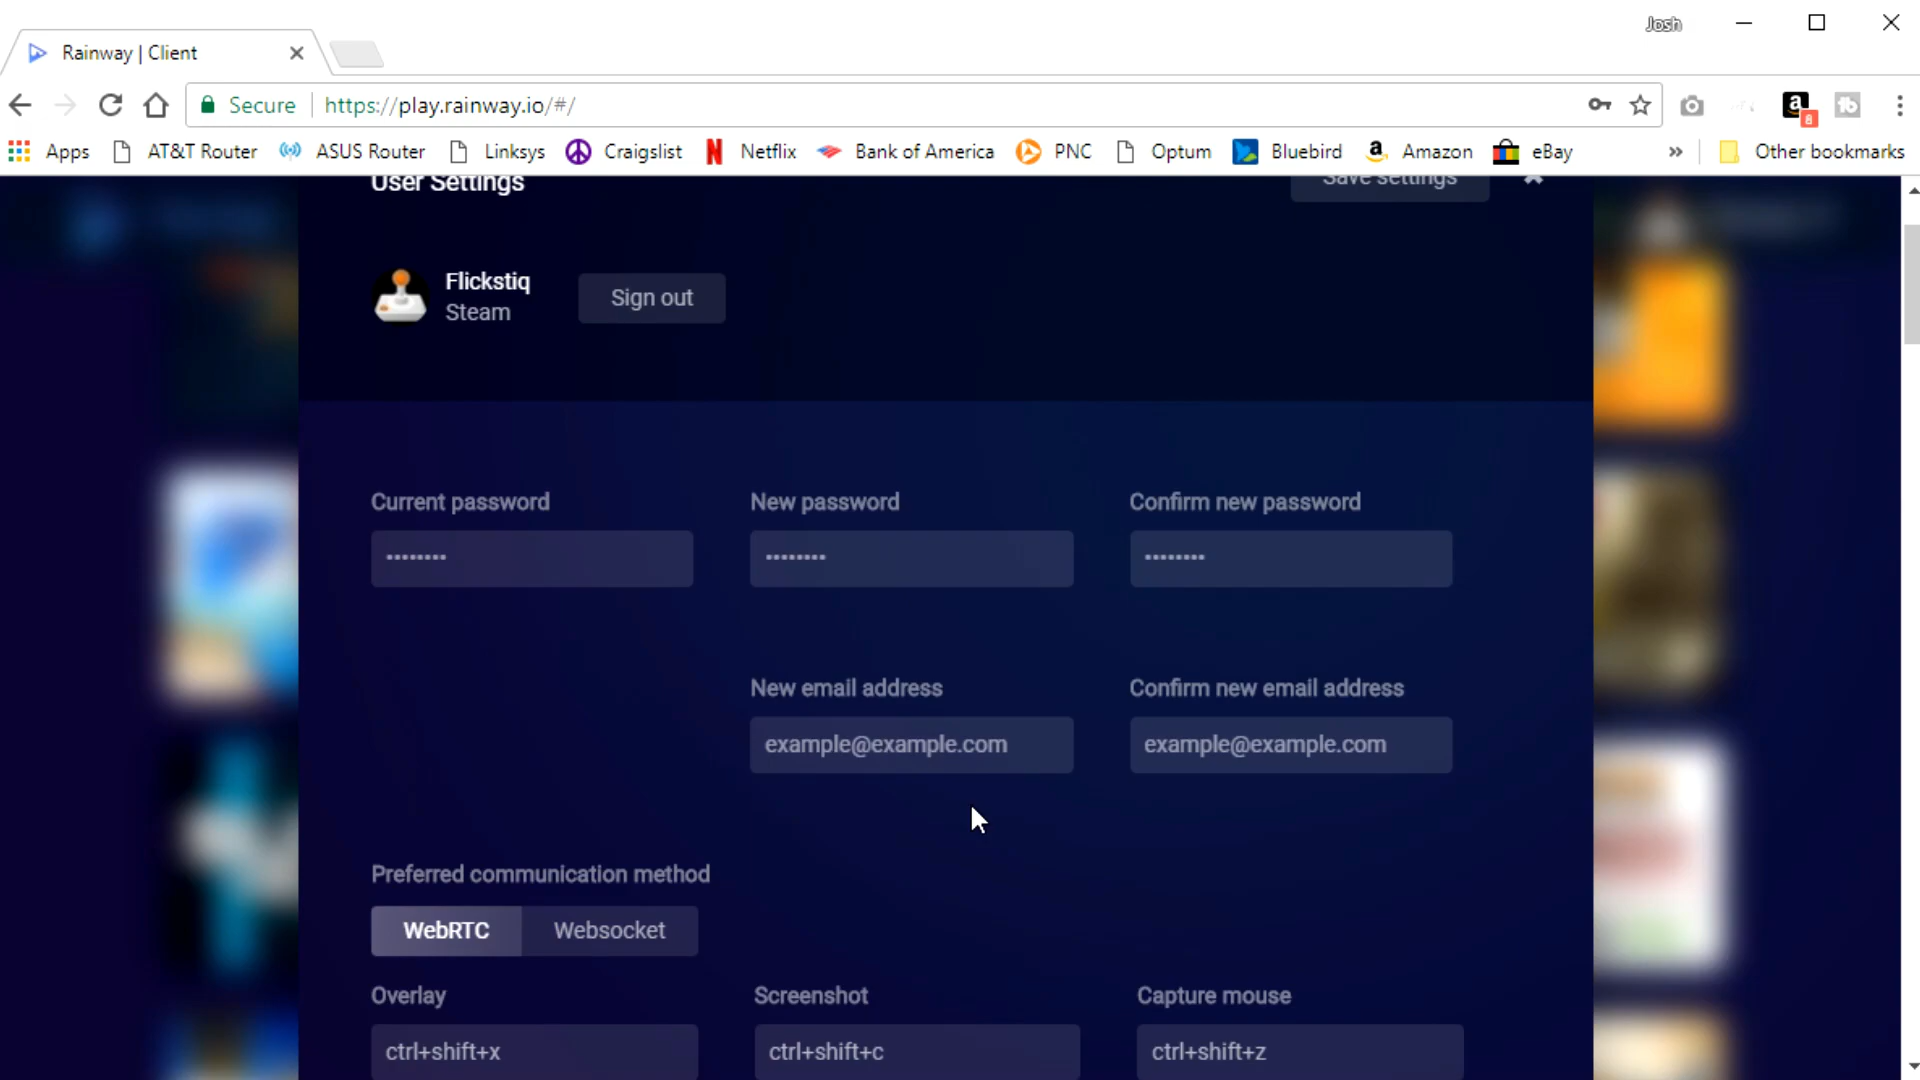 Josh
Rainway | Client
Secure https://play.rainway.io/#/
8
Apps AT&T Router ASUS Router Linksys Craigslist Netflix Bank of America PNC Optum Bluebird Amazon eBay » Other bookmarks
User Settings Save settings
Flickstiq
Steam
Sign out
Current password New password Confirm new password
New email address Confirm new email address
example@example.com example@example.com
Preferred communication method
WebRTC Websocket
Overlay Screenshot Capture mouse
ctrl+shift+x ctrl+shift+c ctrl+shift+z